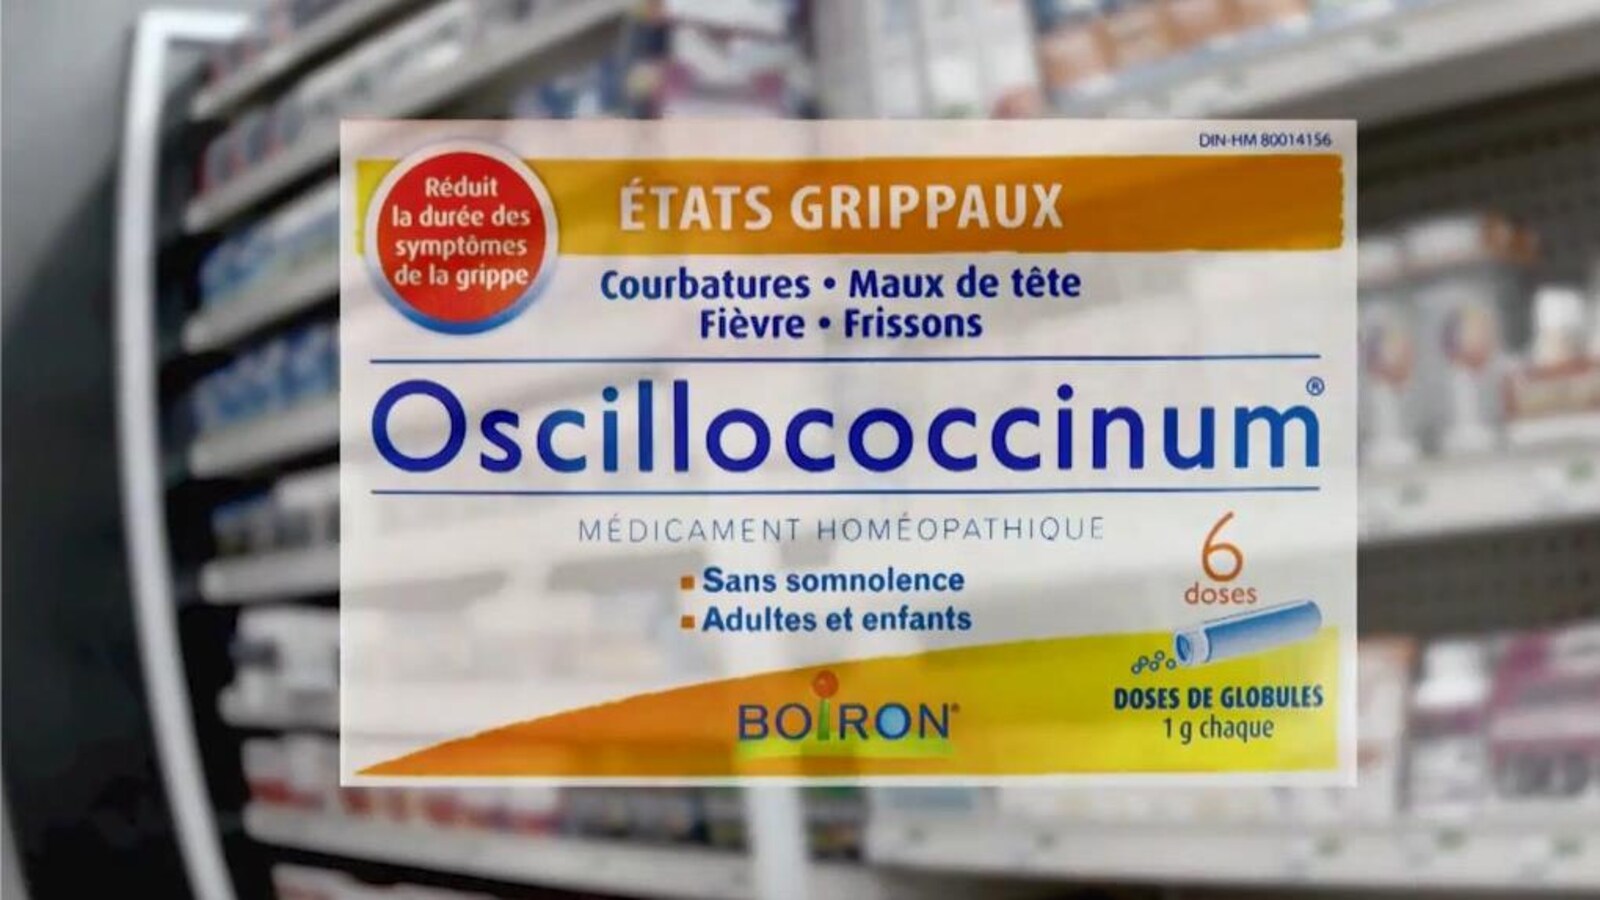 DIN-HM 80014156
Réduit
la durée des
symptômes
de la grippe
ÉTATS GRIPPAUX
Courbatures • Maux de tête
Fièvre • Frissons
Oscillococcinum®
MÉDICAMENT HOMÉOPATHIQUE
Sans somnolence
Adultes et enfants
6
doses
DOSES DE GLOBULES
1 g chaque
BOIRON®